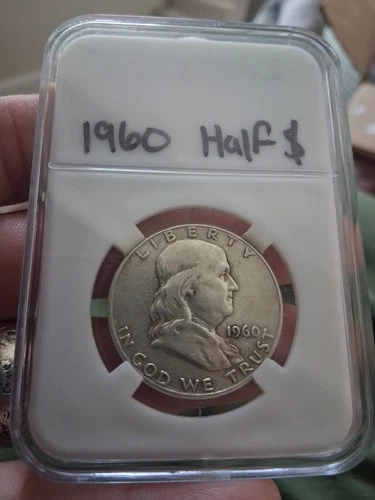 1960 Half $
LIBERTY
1960
IN GOD WE TRUST